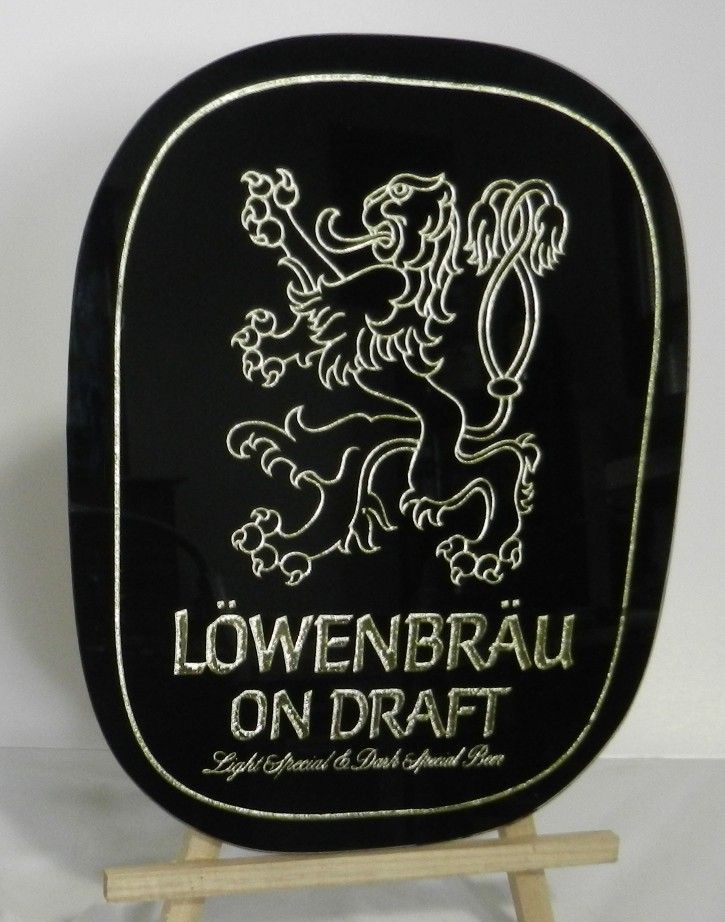 LÖWENBRÄU
ON DRAFT
Light Special & Dark Special Beer